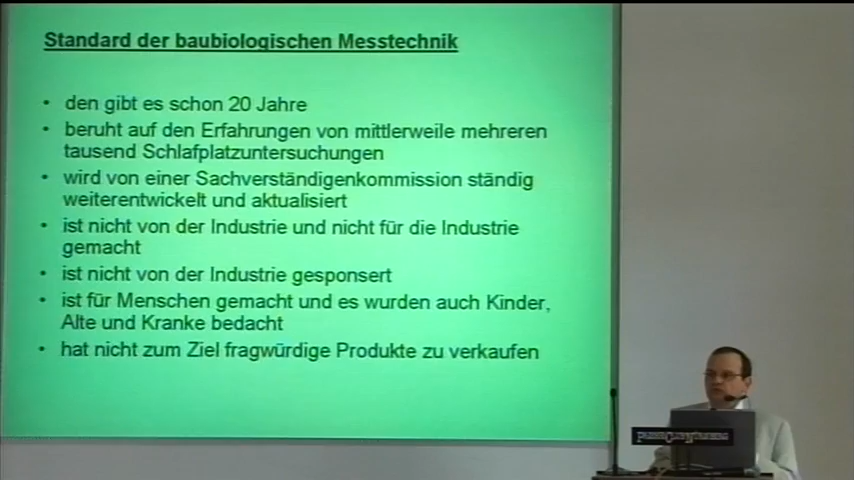 Standard der baubiologischen Messtechnik
• den gibt es schon 20 Jahre
• beruht auf den Erfahrungen von mittlerweile mehreren
tausend Schlafplatzuntersuchungen
• wird von einer Sachverständigenkommission ständig
weiterentwickelt und aktualisiert
• ist nicht von der Industrie und nicht für die Industrie
gemacht
• ist nicht von der Industrie gesponsert
• ist für Menschen gemacht und es wurden auch Kinder,
Alte und Kranke bedacht
• hat nicht zum Ziel fragwürdige Produkte zu verkaufen